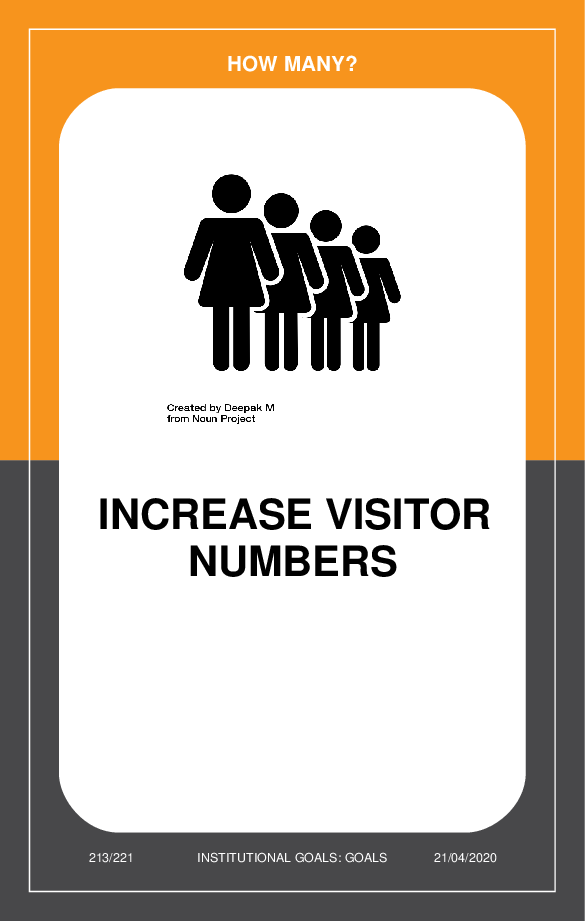 HOW MANY?
Created by Deepak M
from Noun Project
INCREASE VISITOR
NUMBERS
213/221 INSTITUTIONAL GOALS: GOALS 21/04/2020